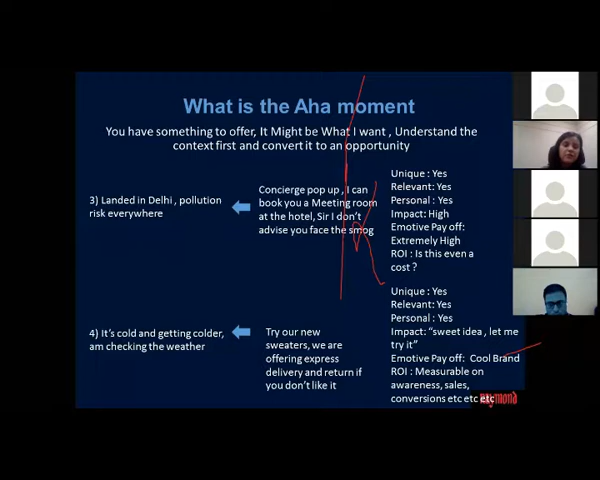 What is the Aha moment
You have something to offer, It Might be What I want , Understand the
context first and convert it to an opportunity
3) Landed in Delhi , pollution
risk everywhere
Concierge pop up , I can
book you a Meeting room
at the hotel, Sir I don't
advise you face the smog
Unique : Yes
Relevant: Yes
Personal : Yes
Impact: High
Emotive Pay off:
Extremely High
ROI : Is this even a
cost ?
4) It's cold and getting colder,
am checking the weather
Try our new
sweaters, we are
offering express
delivery and return if
you don't like it
Unique : Yes
Relevant: Yes
Personal : Yes
Impact: "sweet idea , let me
try it"
Emotive Pay off: Cool Brand
ROI : Measurable on
awareness, sales,
conversions etc etc etc